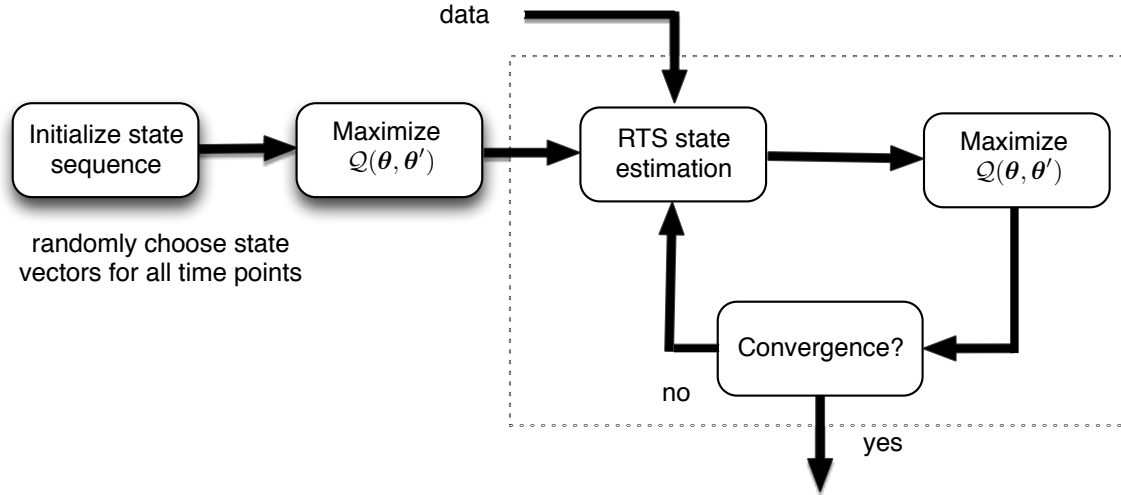 data
Initialize state
sequence
Maximize
𝒬(𝜽, 𝜽′)
RTS state
estimation
Maximize
𝒬(𝜽, 𝜽′)
randomly choose state
vectors for all time points
Convergence?
no
yes